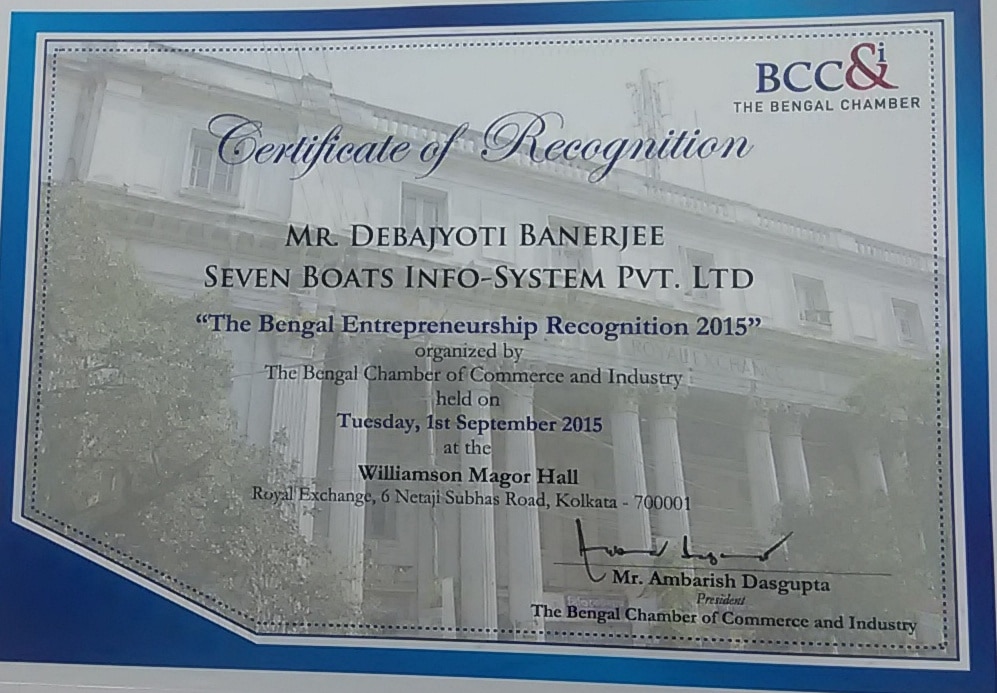 BCC&i
THE BENGAL CHAMBER
Certificate of Recognition
MR. DEBAJYOTI BANERJEE
SEVEN BOATS INFO-SYSTEM PVT. LTD
“The Bengal Entrepreneurship Recognition 2015”
organized by
The Bengal Chamber of Commerce and Industry
held on
Tuesday, 1st September 2015
at the
Williamson Magor Hall
Royal Exchange, 6 Netaji Subhas Road, Kolkata - 700001
Mr. Ambarish Dasgupta
President
The Bengal Chamber of Commerce and Industry